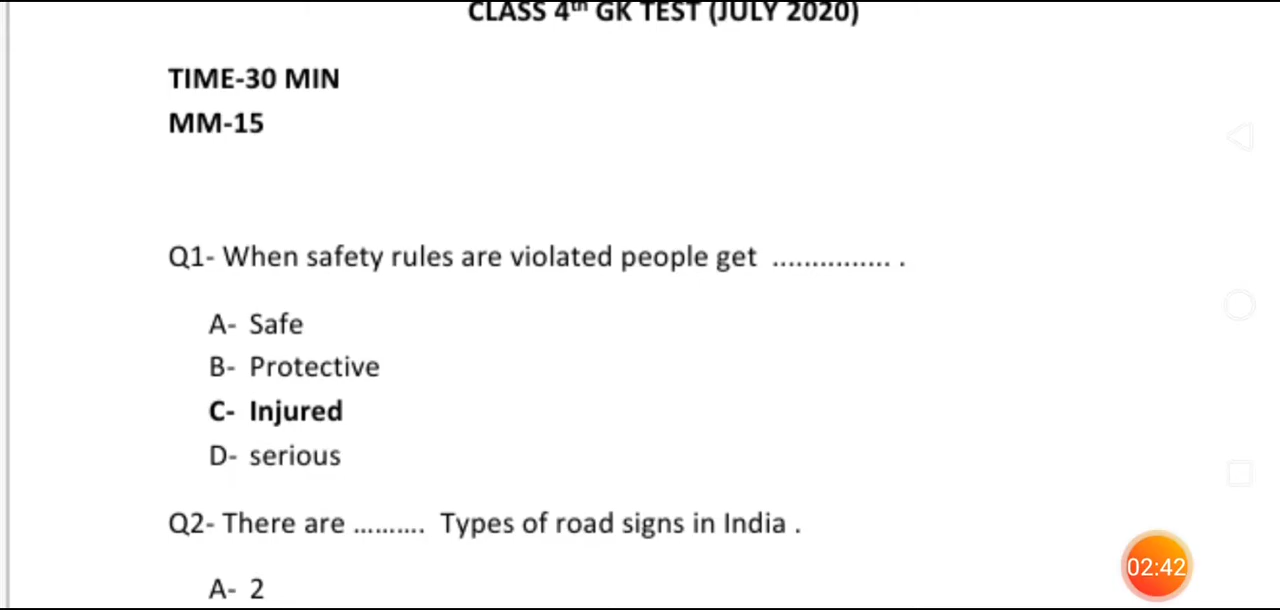 CLASS 4th GK TEST (JULY 2020)
TIME-30 MIN
MM-15
Q1- When safety rules are violated people get ............... .
A- Safe
B- Protective
C- Injured
D- serious
Q2- There are .......... Types of road signs in India .
A- 2
02:42